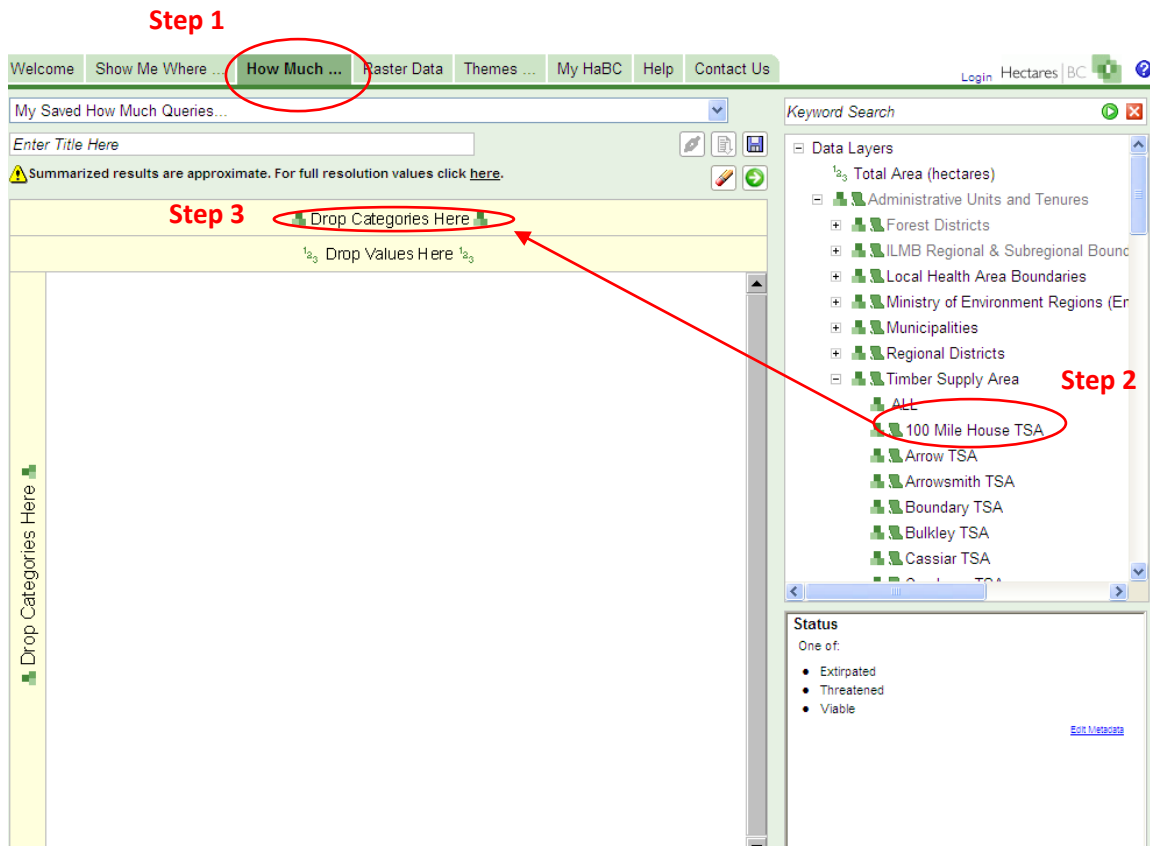 Step 1
Welcome Show Me Where ... How Much ... Raster Data Themes ... My HaBC Help Contact Us
Login Hectares BC
My Saved How Much Queries...
Enter Title Here
Summarized results are approximate. For full resolution values click here.
Step 3
Drop Categories Here
123 Drop Values Here 123
Drop Categories Here
Keyword Search
Data Layers
123 Total Area (hectares)
Administrative Units and Tenures
Forest Districts
ILMB Regional & Subregional Bound
Local Health Area Boundaries
Ministry of Environment Regions (En
Municipalities
Regional Districts
Timber Supply Area
Step 2
ALL
100 Mile House TSA
Arrow TSA
Arrowsmith TSA
Boundary TSA
Bulkley TSA
Cassiar TSA
Status
One of:
Extirpated
Threatened
Viable
Edit Metadata